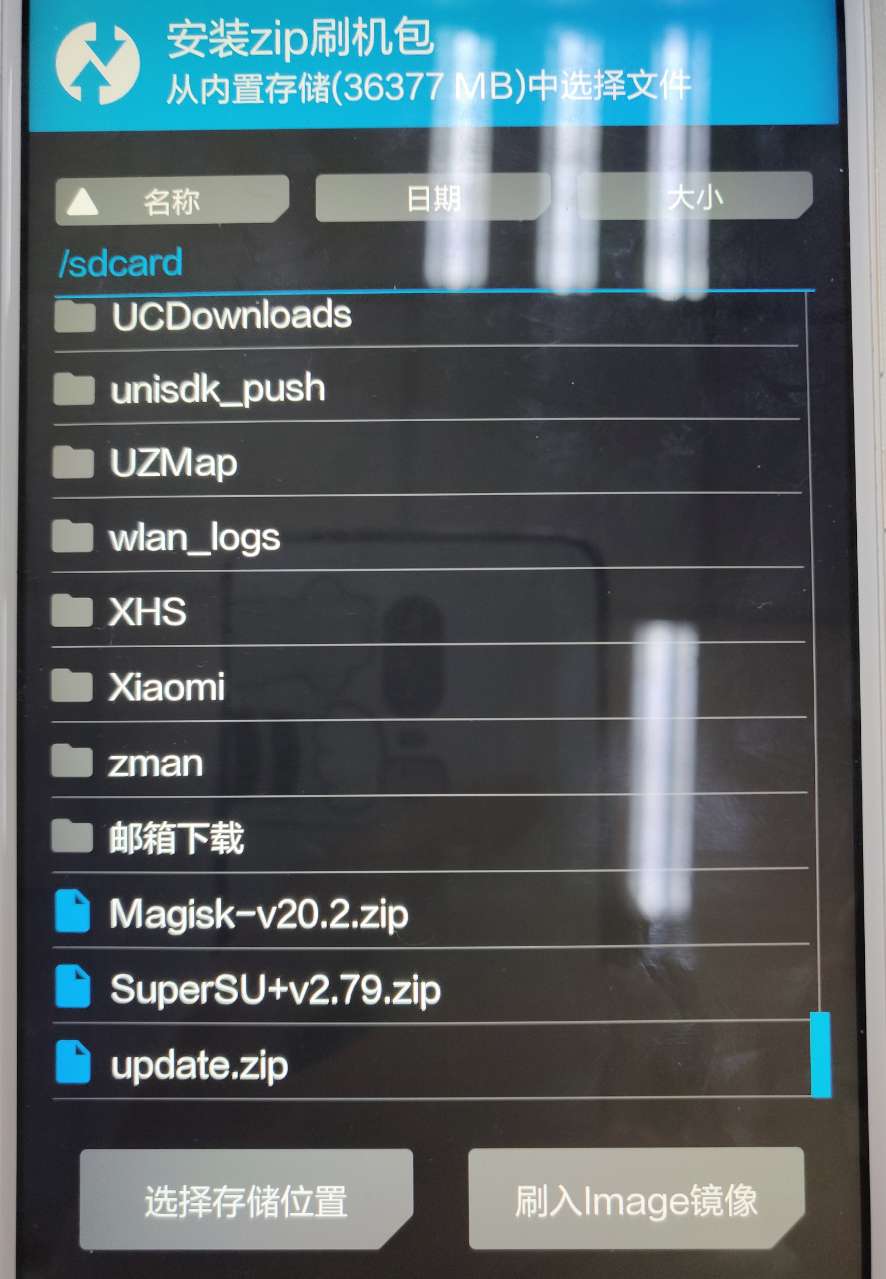 安装zip刷机包
从内置存储(36377 MB)中选择文件
名称 日期 大小
/sdcard
UCDownloads
unisdk_push
UZMap
wlan_logs
XHS
Xiaomi
zman
邮箱下载
Magisk-v20.2.zip
SuperSU+v2.79.zip
update.zip
选择存储位置 刷入Image镜像